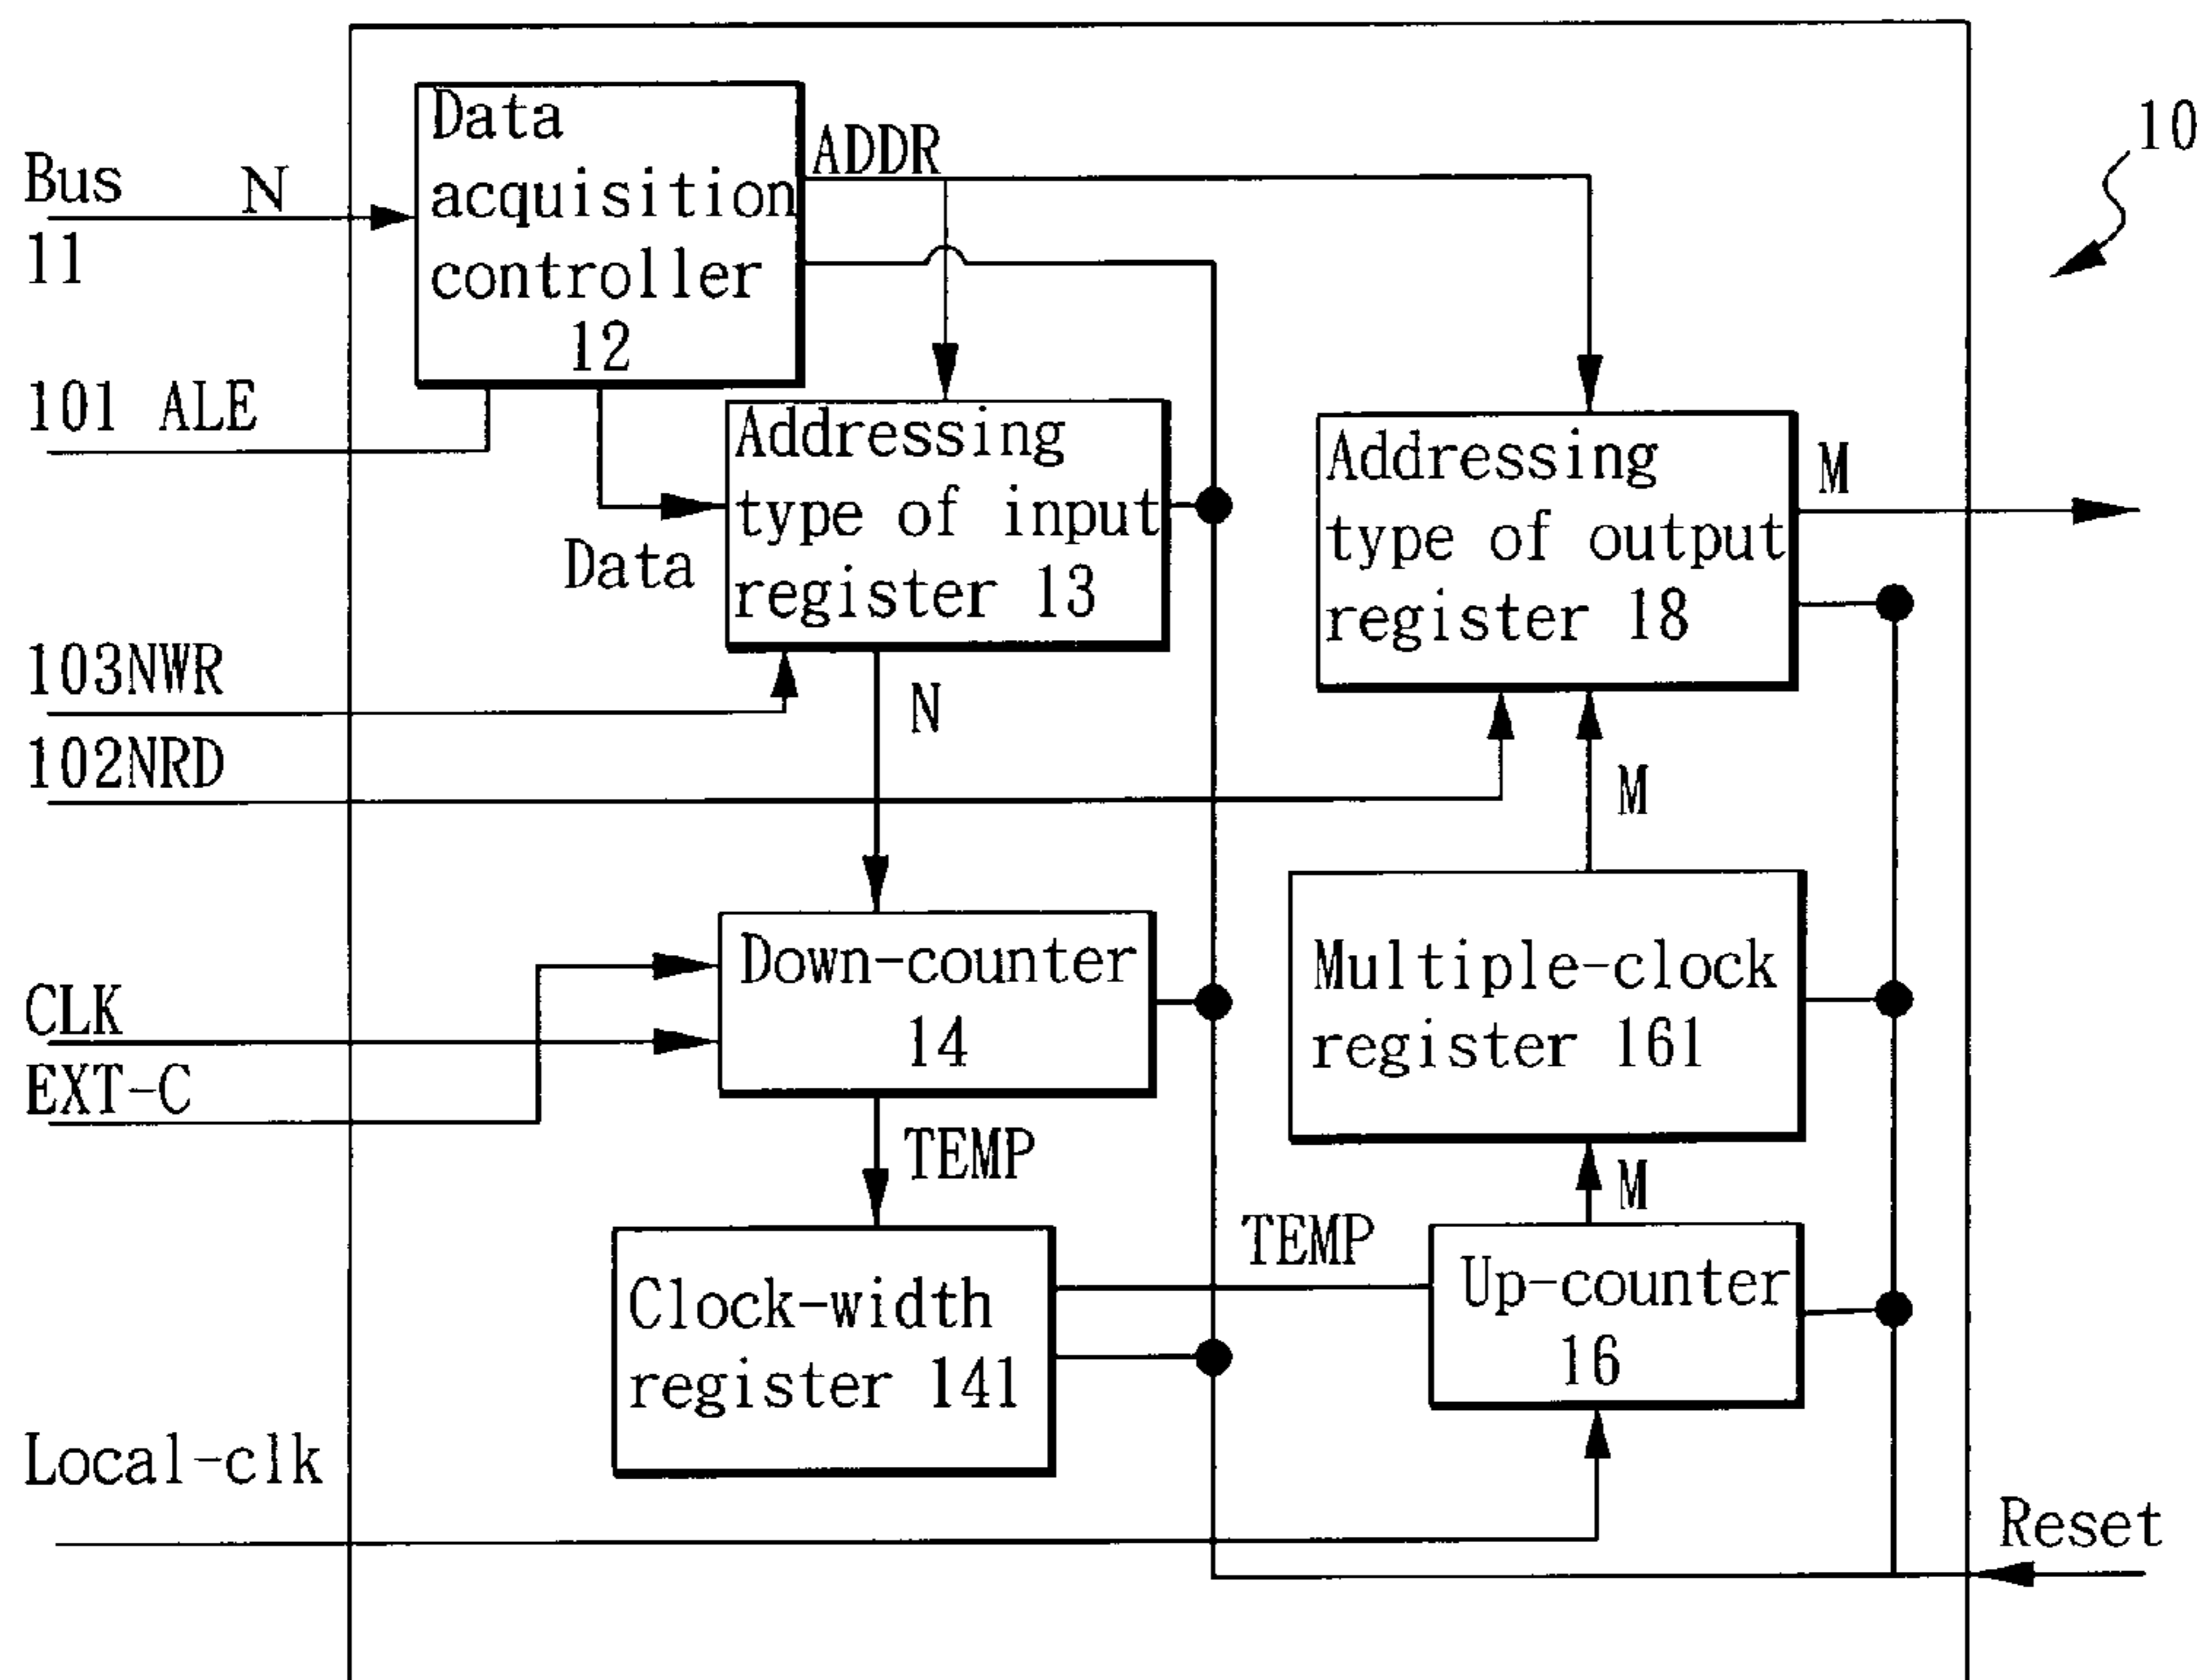 10
Bus N
11
Data
acquisition
controller
12
ADDR
101 ALE
Data
Addressing
type of input
register 13
Addressing
type of output
register 18
M
103NWR
102NRD
N
M
Down-counter
14
Multiple-clock
register 161
CLK
EXT-C
TEMP
M
TEMP
Clock-width
register 141
Up-counter
16
Local-clk
Reset